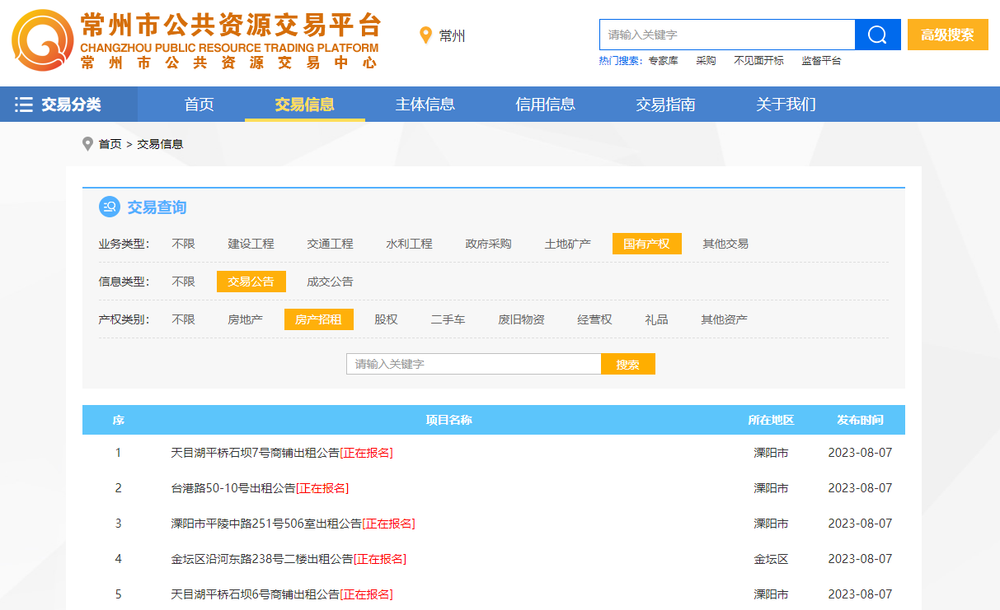 常州市公共资源交易平台
CHANGZHOU PUBLIC RESOURCE TRADING PLATFORM
常州市公共资源交易中心
常州
请输入关键字
高级搜索
热门搜索: 专家库 采购 不见面开标 监督平台
交易分类 首页 交易信息 主体信息 信用信息 交易指南 关于我们
首页 > 交易信息
交易查询
业务类型: 不限 建设工程 交通工程 水利工程 政府采购 土地矿产 国有产权 其他交易
信息类型: 不限 交易公告 成交公告
产权类别: 不限 房地产 房产招租 股权 二手车 废旧物资 经营权 礼品 其他资产
请输入关键字 搜索
序 项目名称 所在地区 发布时间
1 天目湖平桥石坝7号商铺出租公告[正在报名] 溧阳市 2023-08-07
2 台港路50-10号出租公告[正在报名] 溧阳市 2023-08-07
3 溧阳市平陵中路251号506室出租公告[正在报名] 溧阳市 2023-08-07
4 金坛区沿河东路238号二楼出租公告[正在报名] 金坛区 2023-08-07
5 天目湖平桥石坝6号商铺出租公告[正在报名] 溧阳市 2023-08-07